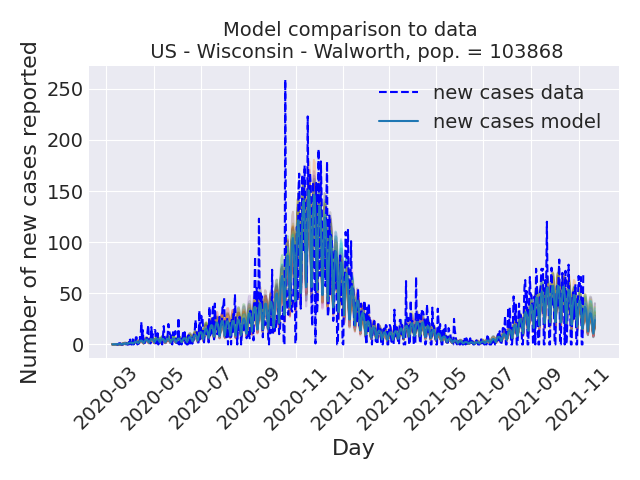 Model comparison to data
US - Wisconsin - Walworth, pop. = 103868
new cases data
new cases model
Number of new cases reported
250
200
150
100
50
0
2020-03
2020-05
2020-07
2020-09
2020-11
2021-01
2021-03
2021-05
2021-07
2021-09
2021-11
Day